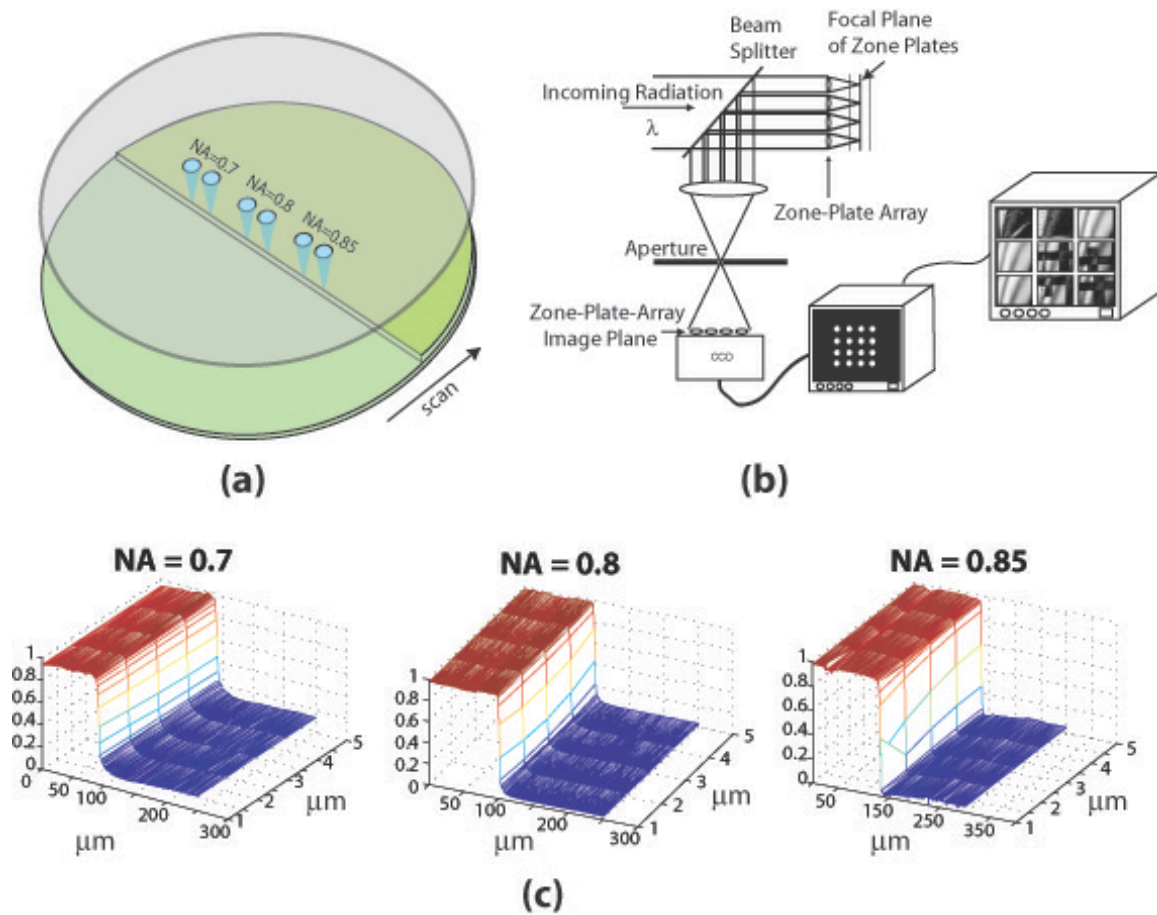 NA=0.7
NA=0.8
NA=0.85
scan
(a)
Beam
Splitter
Focal Plane
of Zone Plates
Incoming Radiation
λ
Zone-Plate Array
Aperture
Zone-Plate-Array
Image Plane
CCD
(b)
NA = 0.7
1
0.8
0.6
0.4
0.2
0
50
100
200
300
μm
1
2
3
4
5
μm
NA = 0.8
1
0.8
0.6
0.4
0.2
0
50
100
200
300
μm
1
2
3
4
5
μm
NA = 0.85
1
0.8
0.6
0.4
0.2
0
50
150
250
350
μm
1
2
3
4
5
μm
(c)